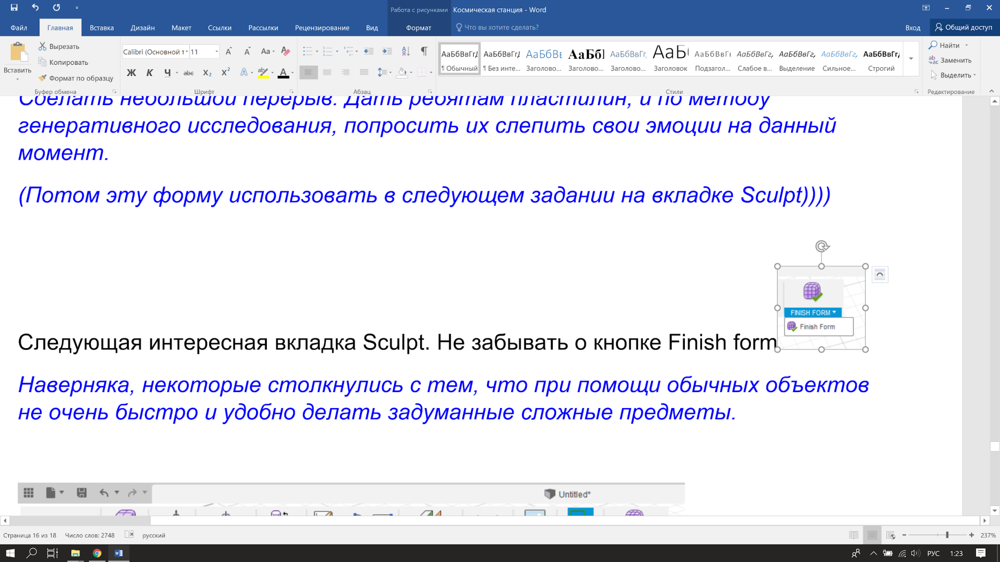 Работа с рисунками
Космическая станция - Word
Файл
Главная
Вставка
Дизайн
Макет
Ссылки
Рассылки
Рецензирование
Вид
Формат
Что вы хотите сделать?
Вход
Общий доступ
Вставить
Вырезать
Копировать
Формат по образцу
Буфер обмена
Calibri (Основной т
11
Aa
Ж К Ч abc X₂ X²
Шрифт
Абзац
АаБбВвГг,
¶ Обычный
АаБбВвГг,
¶ Без инте...
АаБбВв
Заголово...
АаБб
Заголово...
АаБбВвГг,
Заголово...
АаБ
Заголовок
АаБбВвГг
Подзагол...
АаБбВвГг,
Слабое в...
АаБбВвГг,
Выделение
АаБбВвГг,
Сильное...
АаБбВвГг,
Строгий
Стили
Найти
Заменить
Выделить
Редактирование
Сделать небольшой перерыв. Дать ребятам пластилин, и по методу
генеративного исследования, попросить их слепить свои эмоции на данный
момент.
(Потом эту форму использовать в следующем задании на вкладке Sculpt))))
FINISH FORM
Finish Form
Следующая интересная вкладка Sculpt. Не забывать о кнопке Finish form
Наверняка, некоторые столкнулись с тем, что при помощи обычных объектов
не очень быстро и удобно делать задуманные сложные предметы.
Untitled*
Страница 16 из 18
Число слов: 2748
русский
237%
РУС
1:23